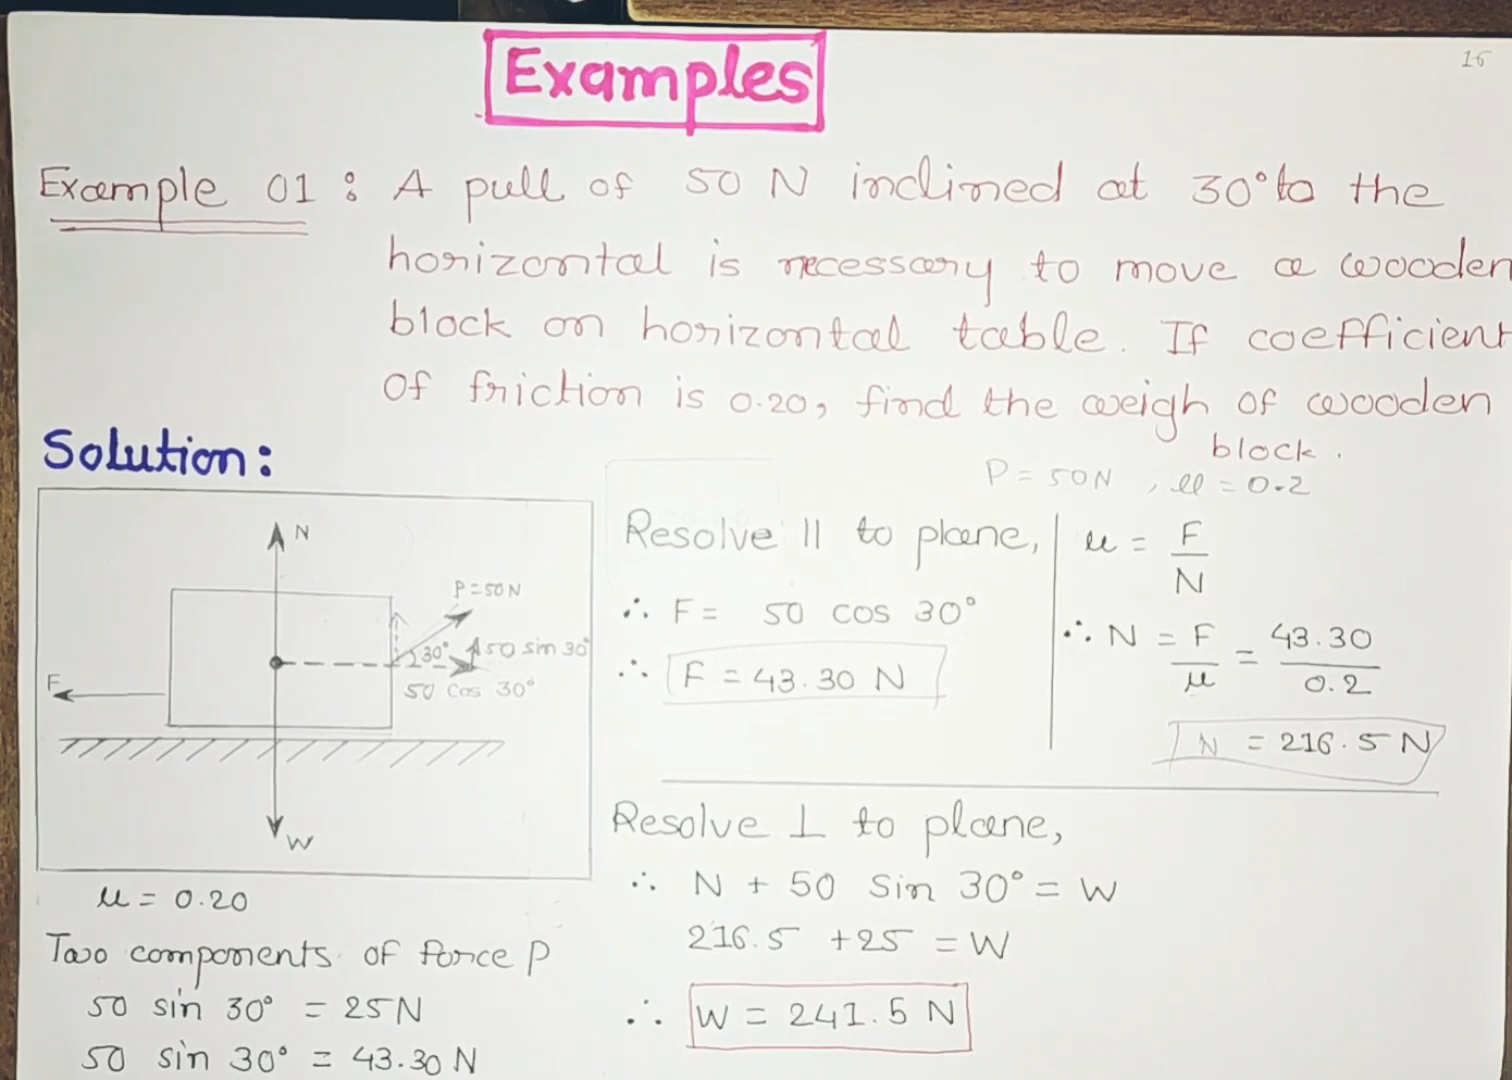 16
Examples
Example 01: A pull of 50 N inclined at 30° to the
horizontal is necessary to move a wooden
block on horizontal table. If coefficient
of friction is 0.20, find the weigh of wooden
block.
Solution:
P = 50N, μ = 0.2
N
P = 50N
30°
50 sin 30°
50 cos 30°
F
W
μ = 0.20
Two components of force P
50 sin 30° = 25N
50 sin 30° = 43.30 N
Resolve || to plane,
∴ F = 50 cos 30°
∴ F = 43.30 N
μ = F/N
∴ N = F/μ = 43.30/0.2
N = 216.5 N
Resolve ⊥ to plane,
∴ N + 50 sin 30° = W
216.5 + 25 = W
∴ W = 241.5 N